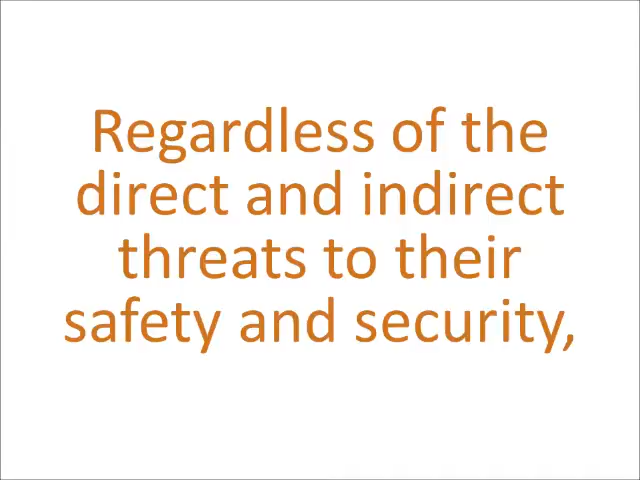 Regardless of the
direct and indirect
threats to their
safety and security,